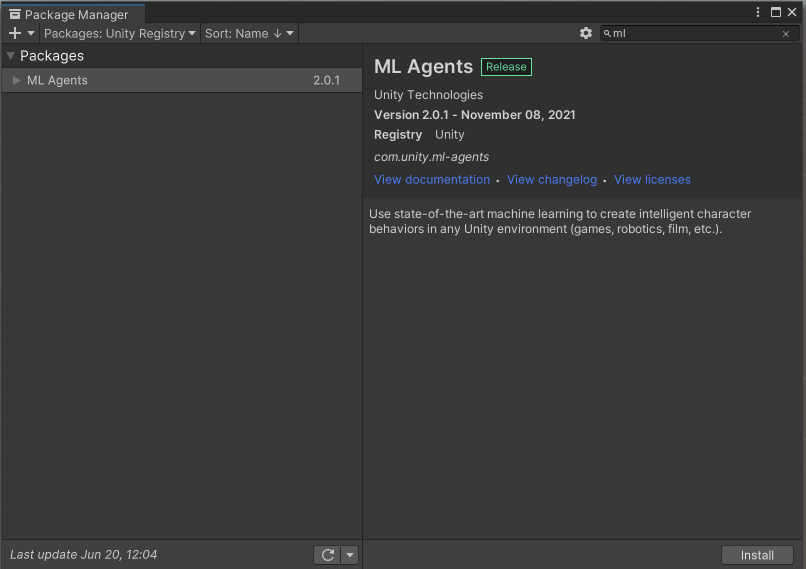 Package Manager
Packages: Unity Registry Sort: Name ↓ ml
Packages
ML Agents 2.0.1
ML Agents Release
Unity Technologies
Version 2.0.1 - November 08, 2021
Registry Unity
com.unity.ml-agents
View documentation • View changelog • View licenses
Use state-of-the-art machine learning to create intelligent character
behaviors in any Unity environment (games, robotics, film, etc.).
Last update Jun 20, 12:04
Install